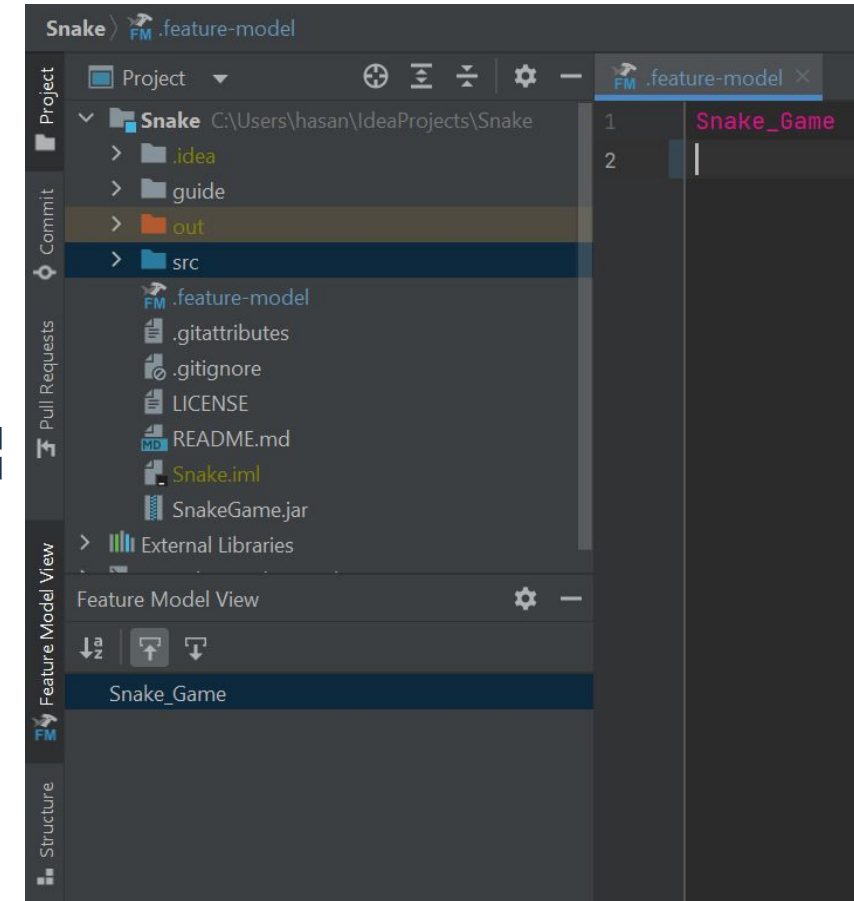 Snake 〉 FM .feature-model
Project
Commit
Pull Requests
Feature Model View
FM
Structure
Project
Snake C:\Users\hasan\IdeaProjects\Snake
.idea
guide
out
src
FM .feature-model
.gitattributes
.gitignore
LICENSE
MD README.md
Snake.iml
SnakeGame.jar
External Libraries
Feature Model View
a z
Snake_Game
FM .feature-model ×
1 Snake_Game
2